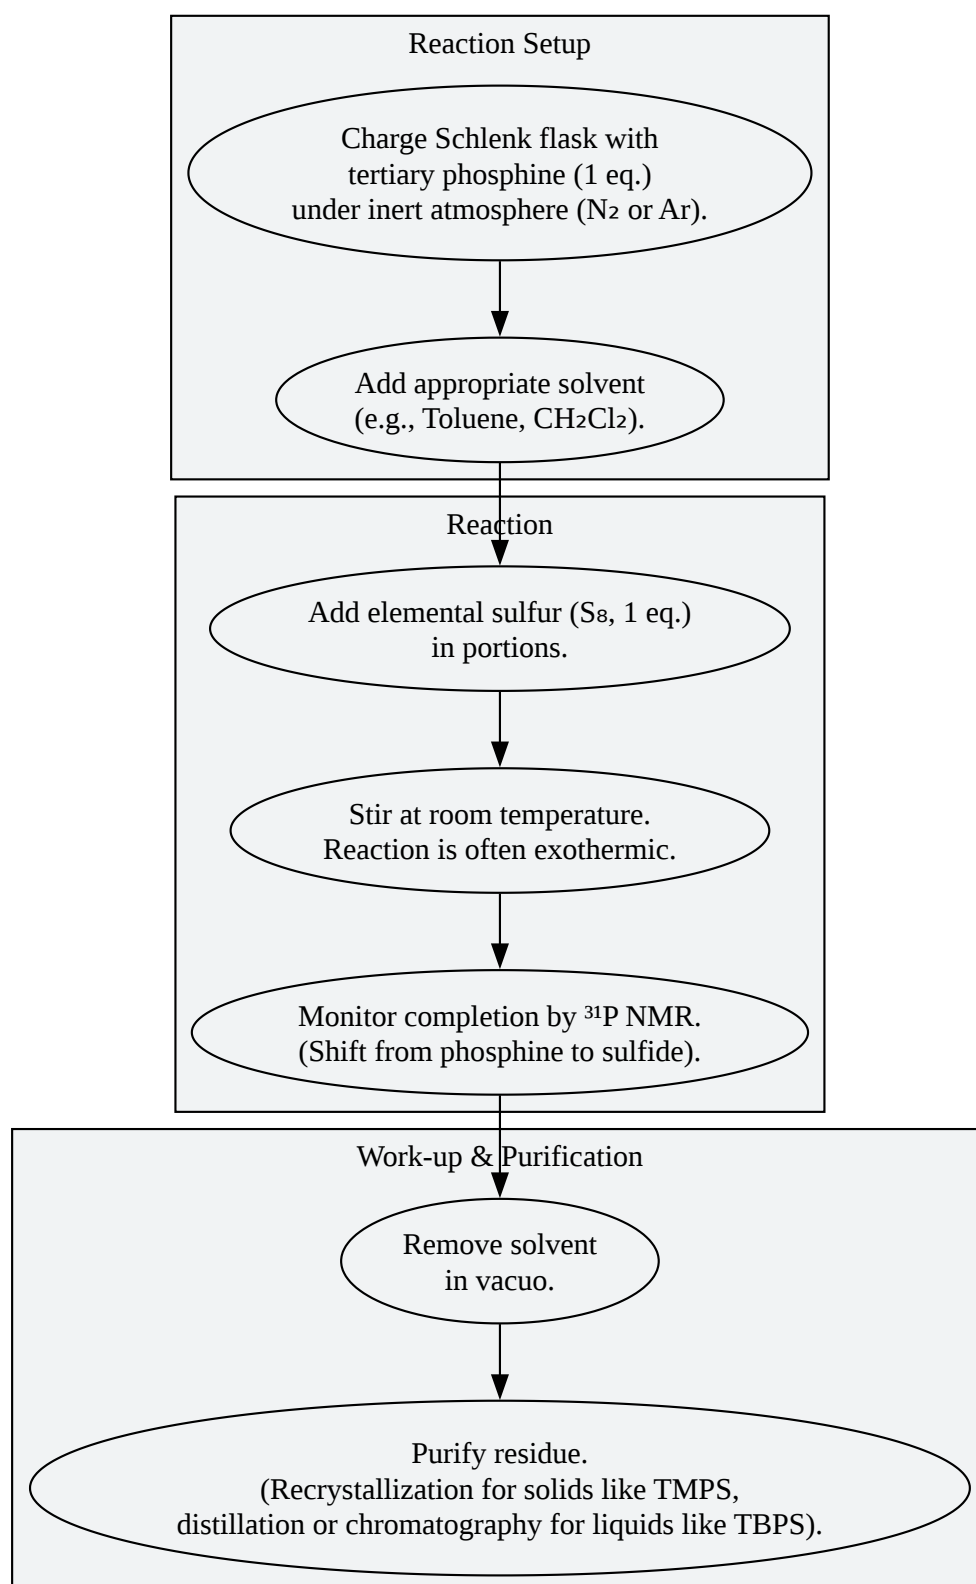 Reaction Setup
Charge Schlenk flask with
tertiary phosphine (1 eq.)
under inert atmosphere (N₂ or Ar).
Add appropriate solvent
(e.g., Toluene, CH₂Cl₂).
Reaction
Add elemental sulfur (S₈, 1 eq.)
in portions.
Stir at room temperature.
Reaction is often exothermic.
Monitor completion by ³¹P NMR.
(Shift from phosphine to sulfide).
Work-up & Purification
Remove solvent
in vacuo.
Purify residue.
(Recrystallization for solids like TMPS,
distillation or chromatography for liquids like TBPS).